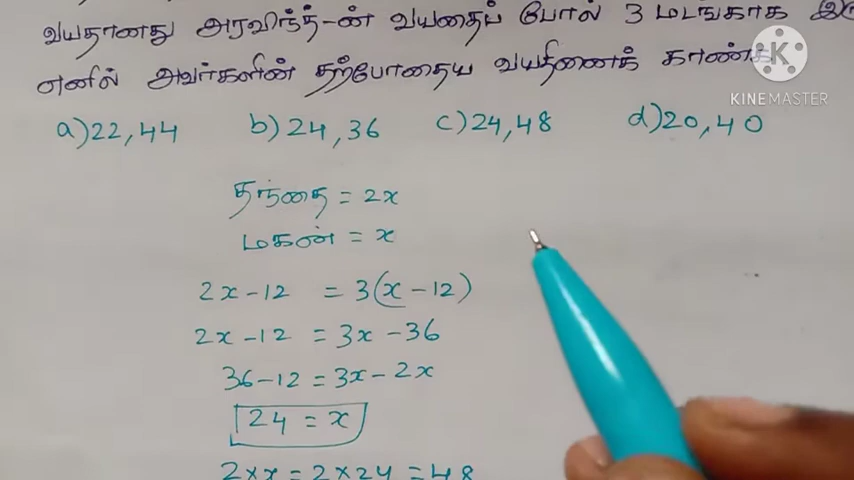 வயதானது அரவிந்த்-ன் வயதைப் போல் 3 மடங்காக
எனில் அவர்களின் தற்போதைய வயதினைக் காண்க
KINEMASTER
a)22,44 b)24,36 c)24,48 d)20,40
தந்தை = 2x
மகன் = x
2x-12 = 3(x-12)
2x-12 = 3x-36
36-12 = 3x-2x
24 = x
2×x = 2×24 = 48